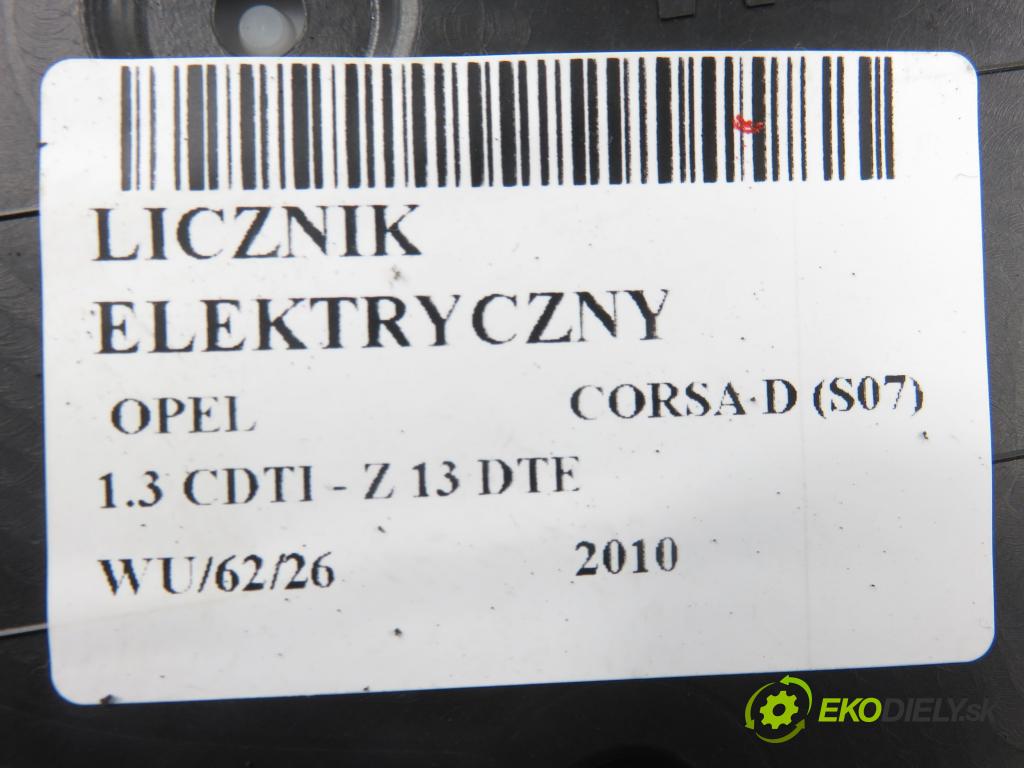 LICZNIK
ELEKTRYCZNY
OPEL CORSA D (S07)
1.3 CDTI - Z 13 DTE
WU/62/26 2010
EKODIELY.sk